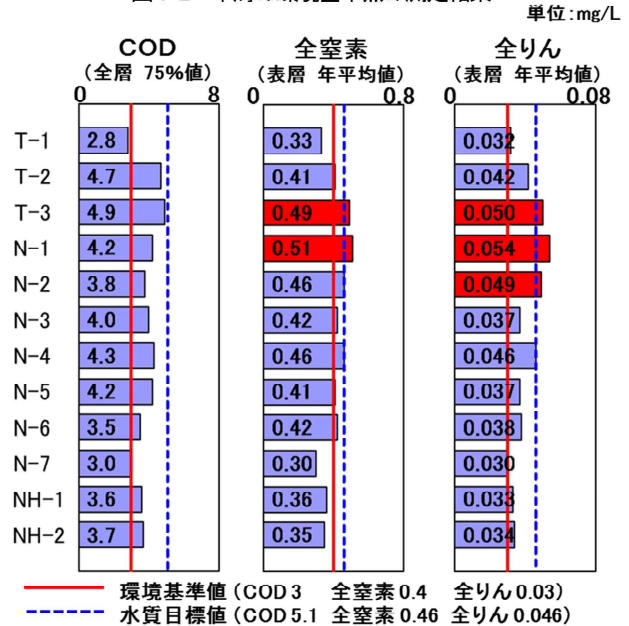 単位:mg/L
COD 全窒素 全りん
(全層 75%値) (表層 年平均値) (表層 年平均値)
0 8 0 0.8 0 0.08
T-1 2.8 0.33 0.032
T-2 4.7 0.41 0.042
T-3 4.9 0.49 0.050
N-1 4.2 0.51 0.054
N-2 3.8 0.46 0.049
N-3 4.0 0.42 0.037
N-4 4.3 0.46 0.046
N-5 4.2 0.41 0.037
N-6 3.5 0.42 0.038
N-7 3.0 0.30 0.030
NH-1 3.6 0.36 0.033
NH-2 3.7 0.35 0.034
環境基準値(COD 3 全窒素 0.4 全りん 0.03)
水質目標値(COD 5.1 全窒素 0.46 全りん 0.046)